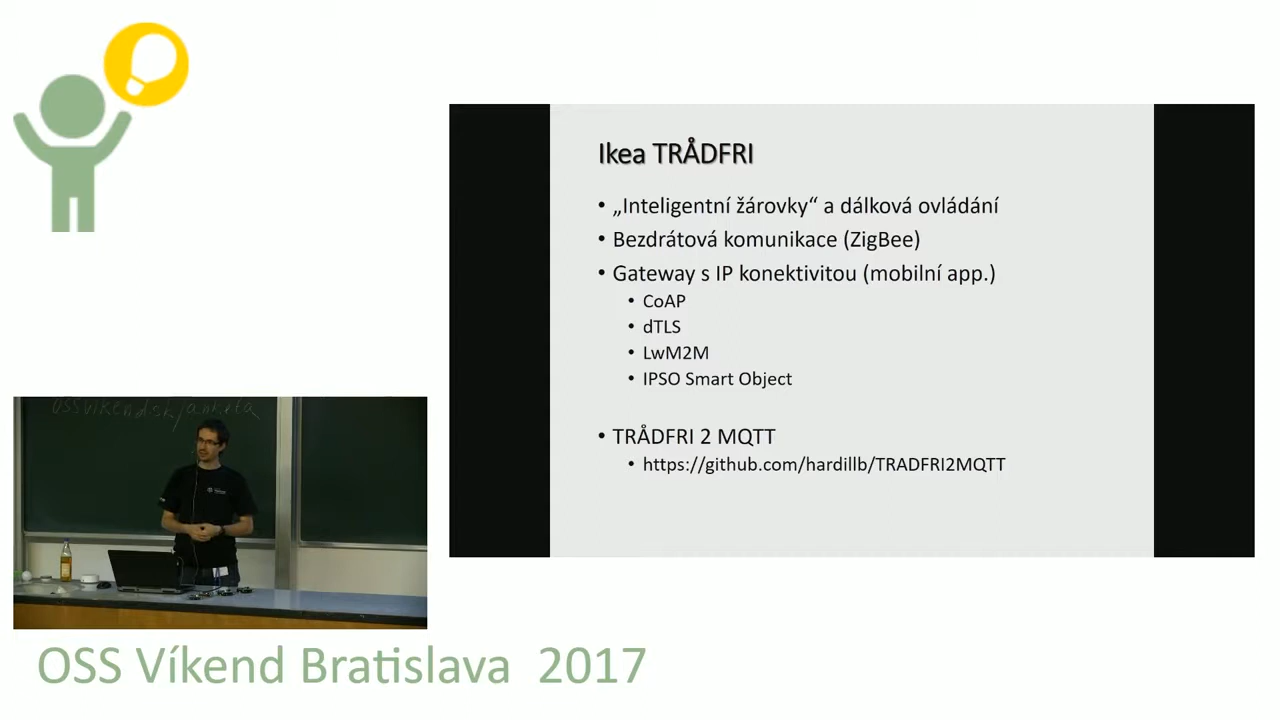 Ikea TRÅDFRI
• „Inteligentní žárovky“ a dálková ovládání
• Bezdrátová komunikace (ZigBee)
• Gateway s IP konektivitou (mobilní app.)
• CoAP
• dTLS
• LwM2M
• IPSO Smart Object
• TRÅDFRI 2 MQTT
• https://github.com/hardillb/TRADFRI2MQTT
OSS Víkend Bratislava 2017